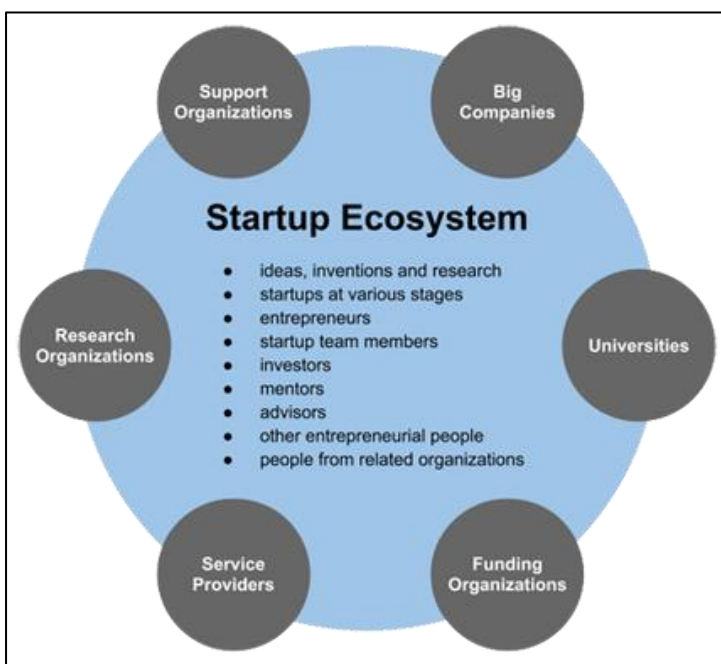 Support
Organizations
Big
Companies
Startup Ecosystem
● ideas, inventions and research
● startups at various stages
● entrepreneurs
● startup team members
● investors
● mentors
● advisors
● other entrepreneurial people
● people from related organizations
Research
Organizations
Universities
Service
Providers
Funding
Organizations